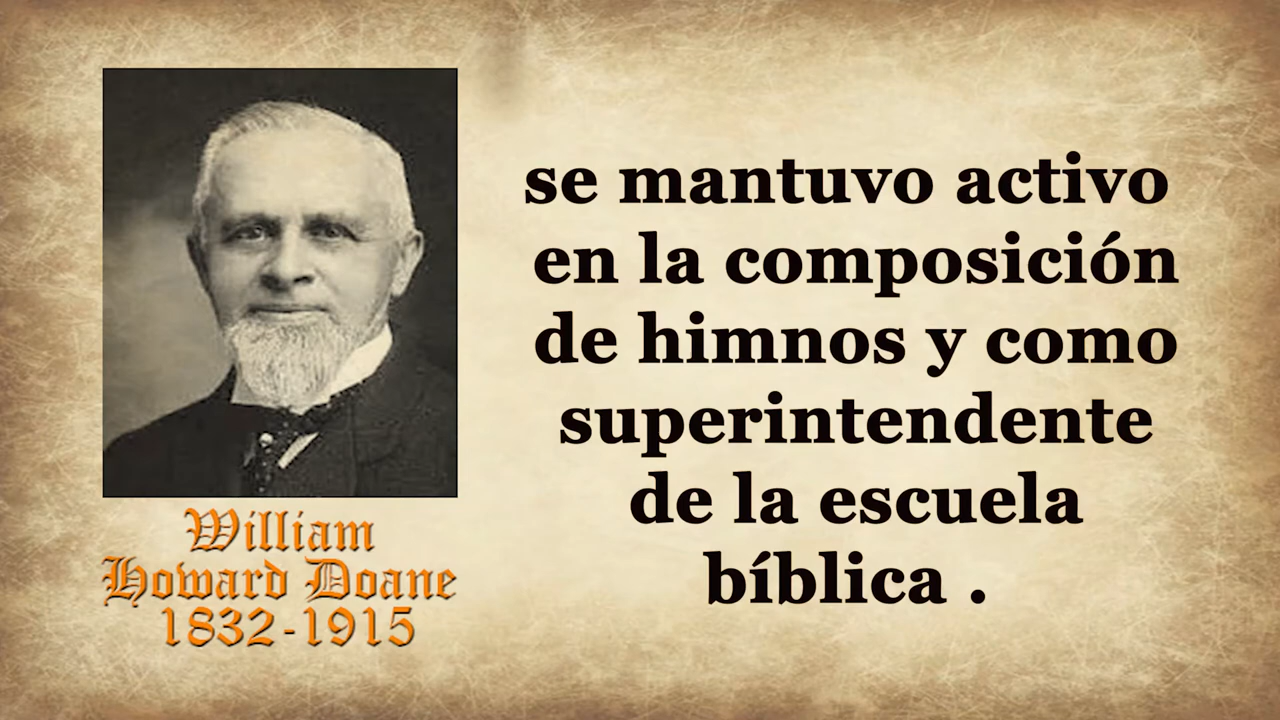 se mantuvo activo
en la composición
de himnos y como
superintendente
de la escuela
bíblica .
William
Howard Doane
1832-1915